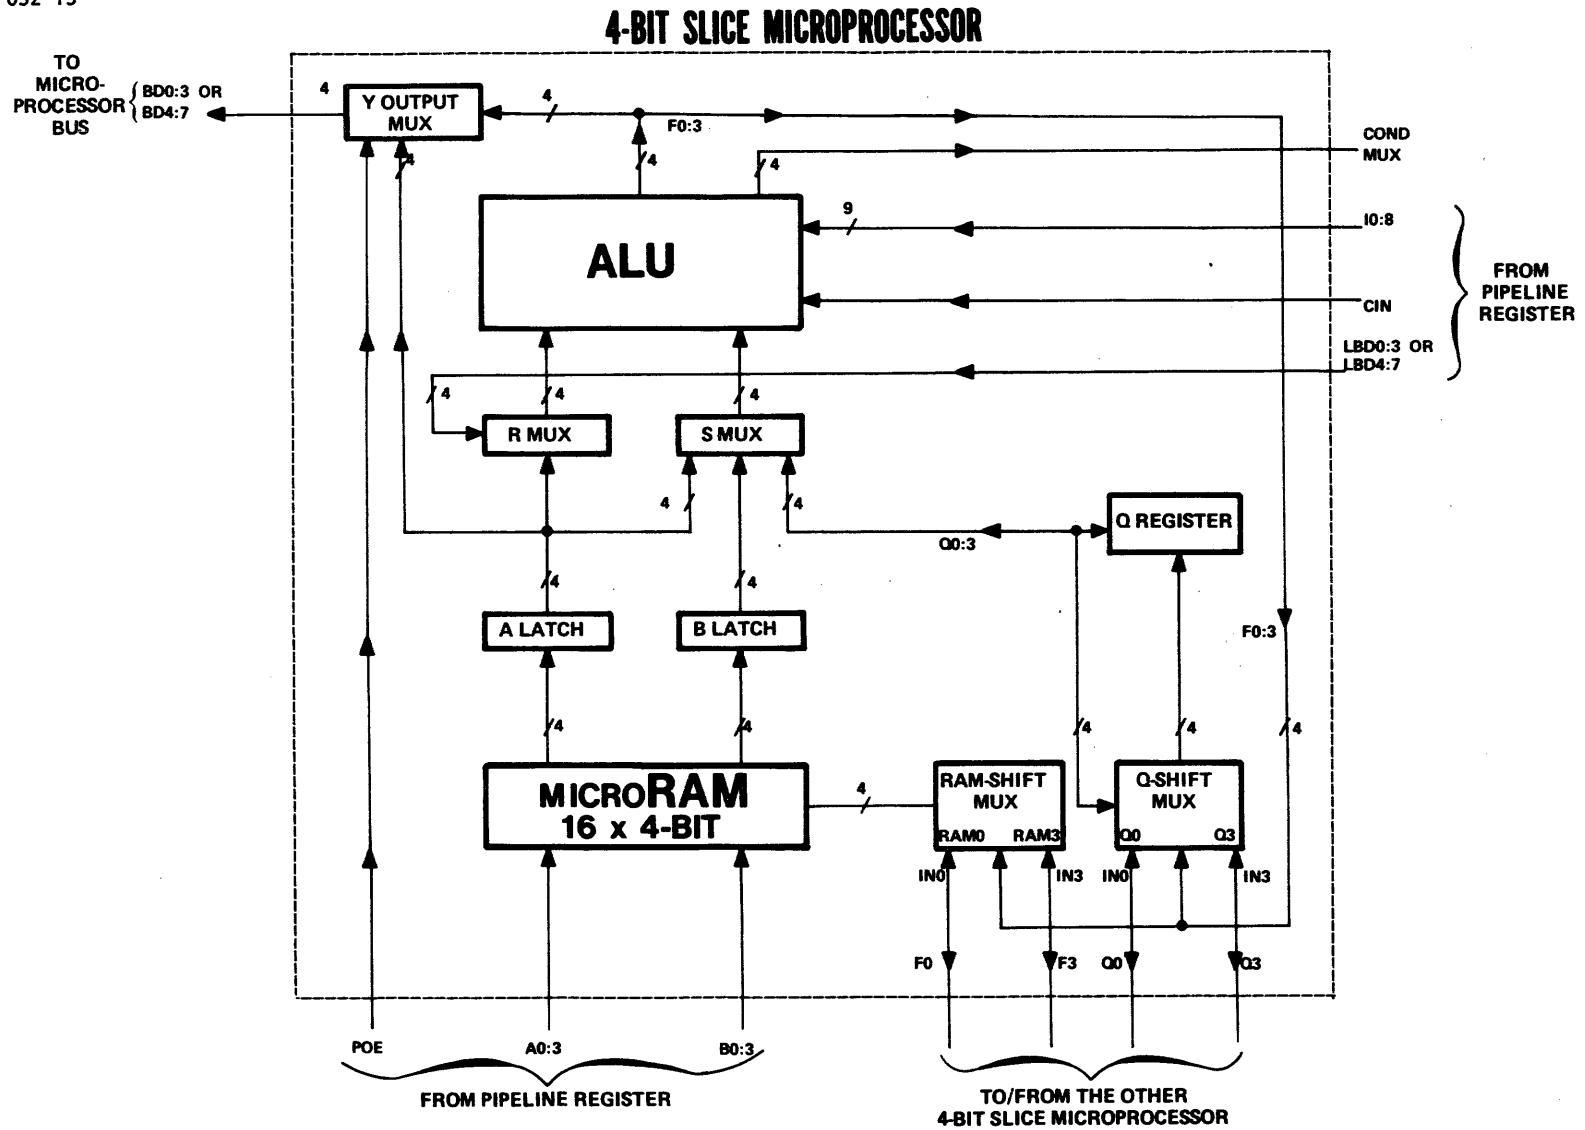 4-BIT SLICE MICROPROCESSOR
TO
MICRO-
PROCESSOR
BUS
BD0:3 OR
BD4:7
4
Y OUTPUT
MUX
4
F0:3
4
4
4
COND
MUX
ALU
9
I0:8
CIN
FROM
PIPELINE
REGISTER
LBD0:3 OR
LBD4:7
4
4
4
R MUX
S MUX
4
4
Q REGISTER
Q0:3
4
4
A LATCH
B LATCH
F0:3
4
4
4
4
4
MICRORAM
16 x 4-BIT
4
RAM-SHIFT
MUX
RAM0 RAM3
Q-SHIFT
MUX
Q0 Q3
IN0 IN3 IN0 IN3
F0 F3 Q0 Q3
POE A0:3 B0:3
FROM PIPELINE REGISTER
TO/FROM THE OTHER
4-BIT SLICE MICROPROCESSOR